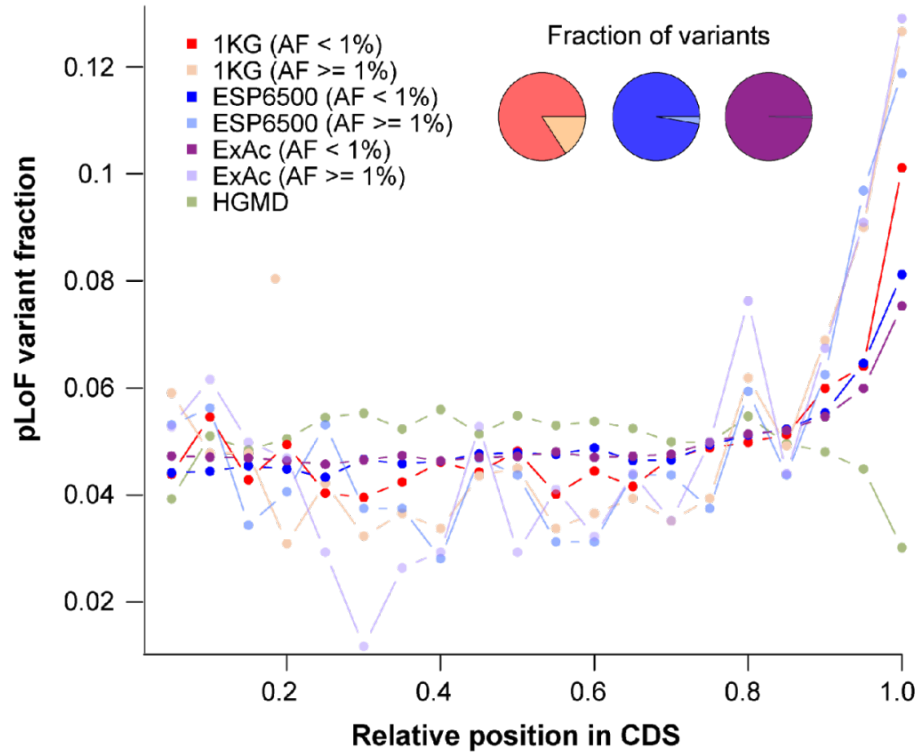 1KG (AF < 1%)
1KG (AF >= 1%)
ESP6500 (AF < 1%)
ESP6500 (AF >= 1%)
ExAc (AF < 1%)
ExAc (AF >= 1%)
HGMD
Fraction of variants
pLoF variant fraction
0.12
0.1
0.08
0.06
0.04
0.02
0.2 0.4 0.6 0.8 1.0
Relative position in CDS